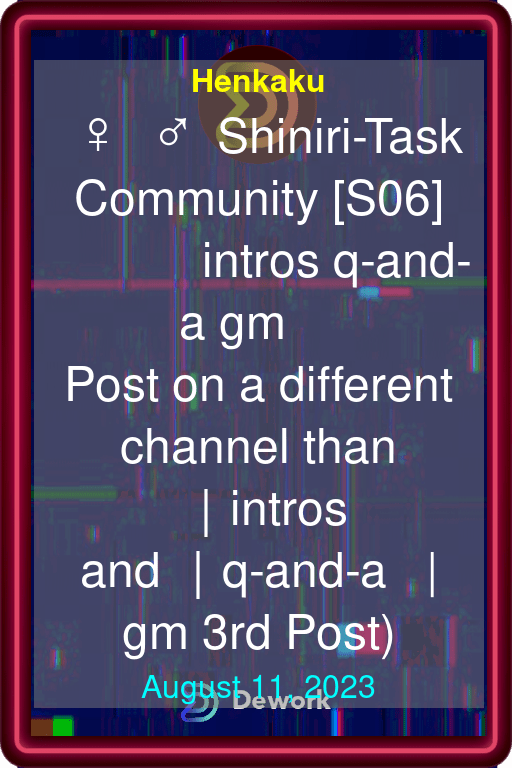 Henkaku
♀ ♂ Shiniri-Task
Community [S06]
intros q-and-
a gm
Post on a different
channel than
| intros
and | q-and-a |
gm 3rd Post)
August 11, 2023
Dework